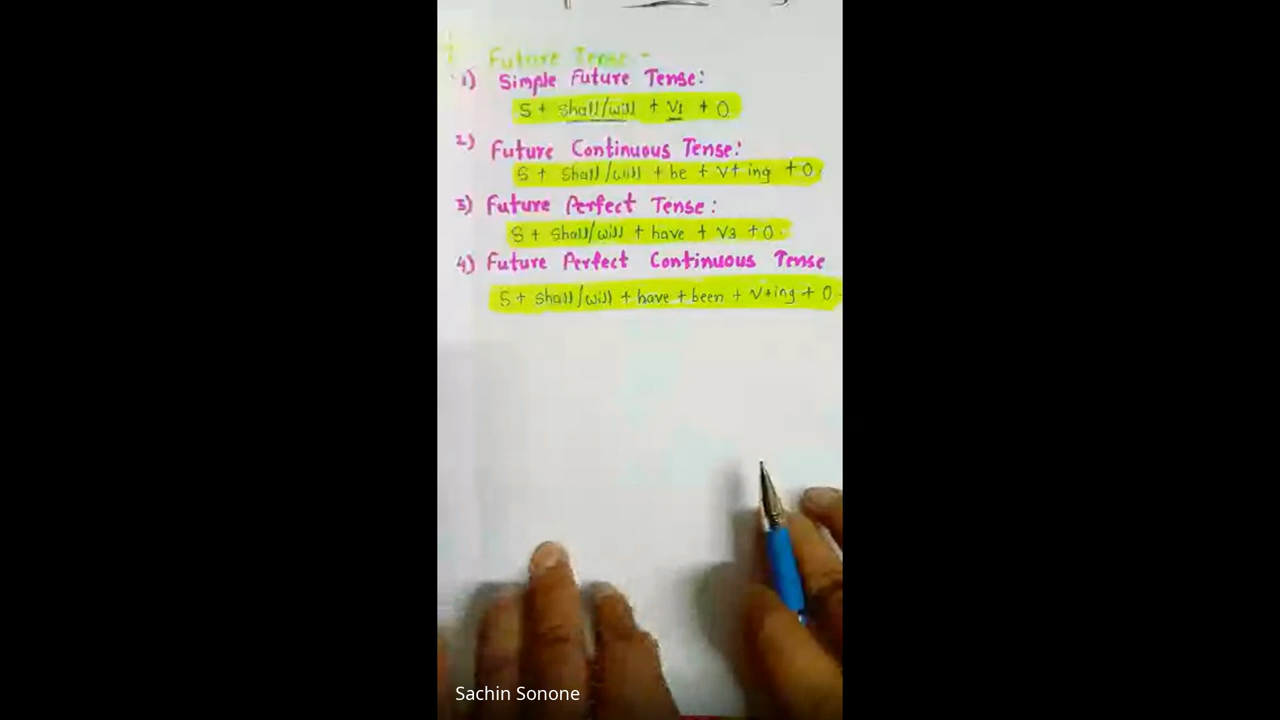 Future Tense -
1) Simple Future Tense:
S + shall/will + V1 + O
2) Future Continuous Tense:
S + shall/will + be + V+ ing + O.
3) Future Perfect Tense:
S + shall/will + have + V3 + O.
4) Future Perfect Continuous Tense
S + shall/will + have + been + V+ing + O.
Sachin Sonone